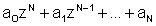 a₀zᴺ + a₁zᴺ⁻¹ + ... + aₙ